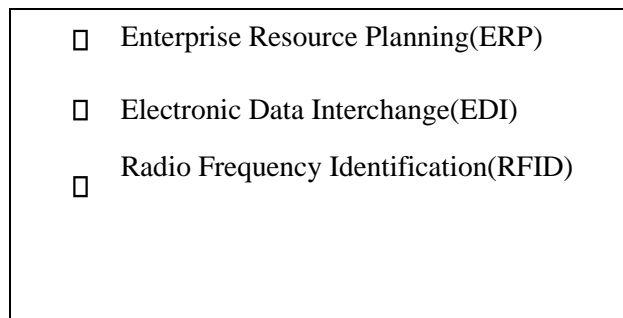 ▯ Enterprise Resource Planning(ERP)
▯ Electronic Data Interchange(EDI)
▯ Radio Frequency Identification(RFID)